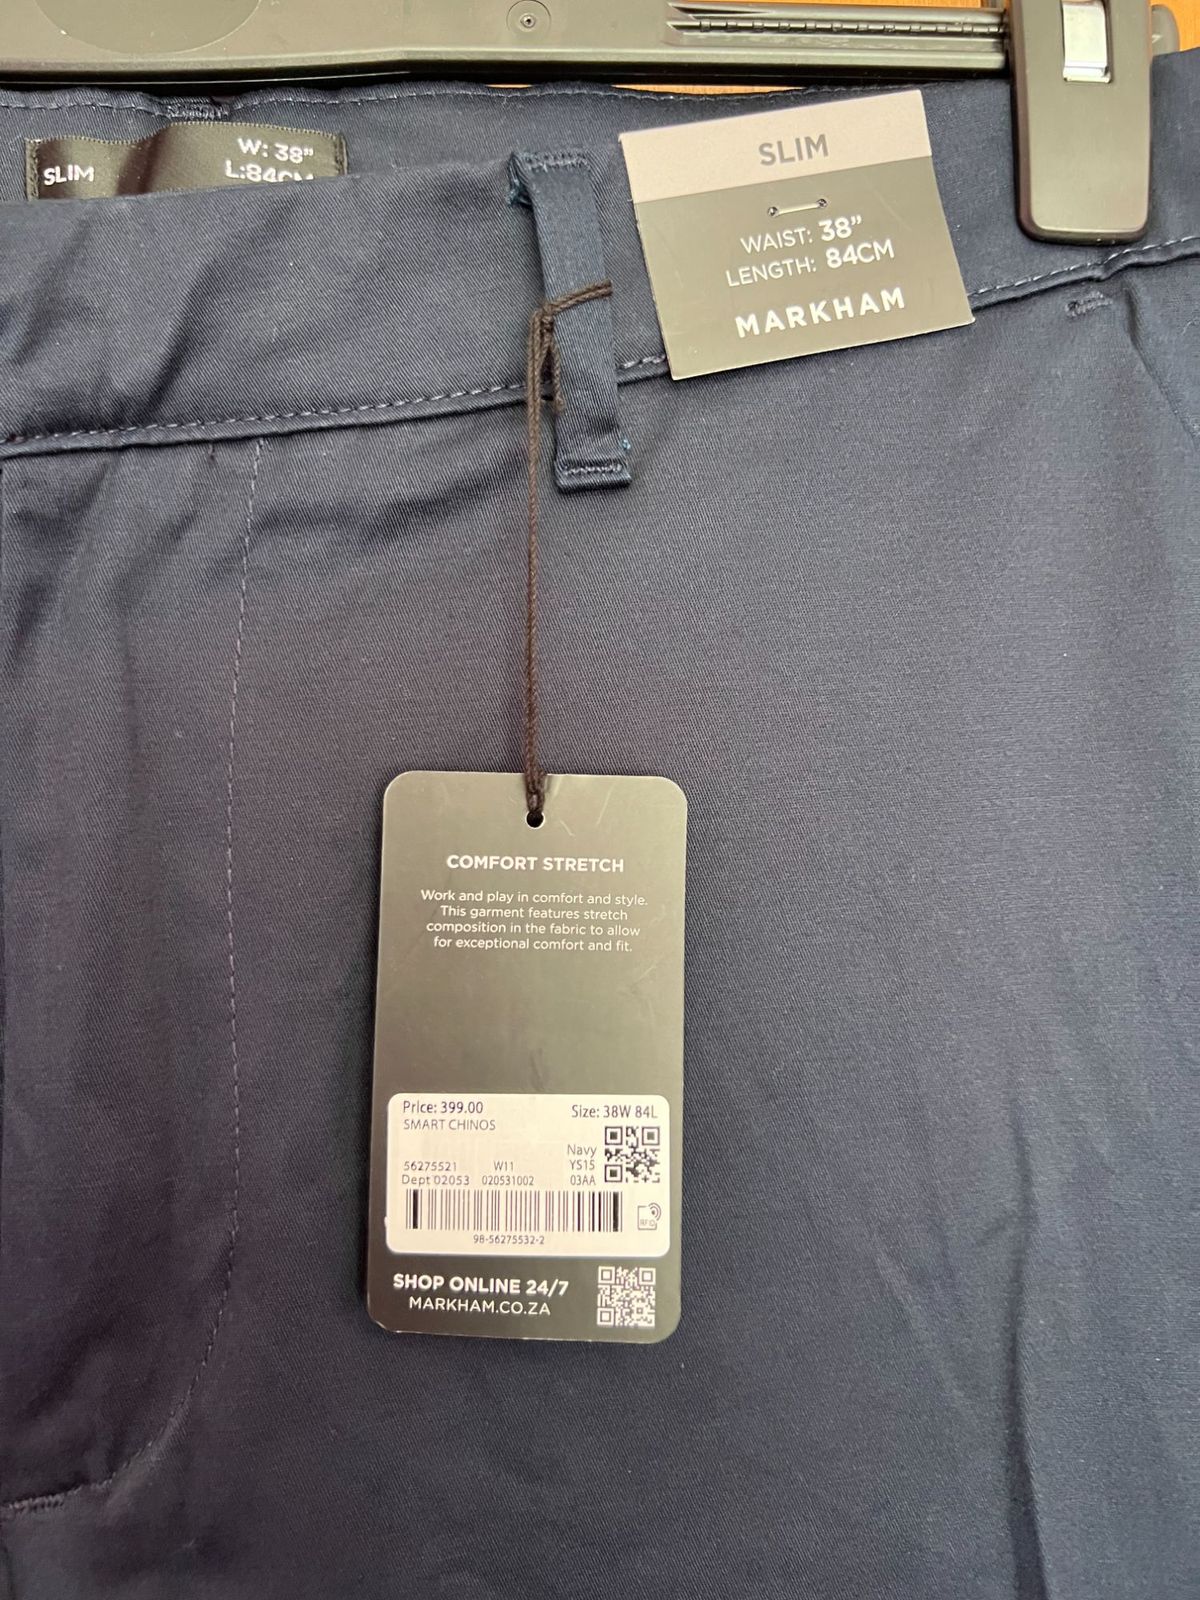 SLIM
W: 38"
L:84CM
SLIM
WAIST: 38"
LENGTH: 84CM
MARKHAM
COMFORT STRETCH
Work and play in comfort and style.
This garment features stretch
composition in the fabric to allow
for exceptional comfort and fit.
Price: 399.00 Size: 38W 84L
SMART CHINOS
Navy
56275521 W11 YS15
Dept 02053 020531002 03AA
RFID
98-56275532-2
SHOP ONLINE 24/7
MARKHAM.CO.ZA